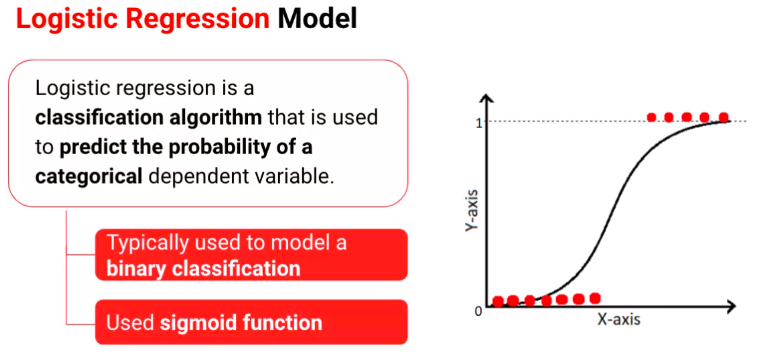 Logistic Regression Model
Logistic regression is a
classification algorithm that is used
to predict the probability of a
categorical dependent variable.
Typically used to model a
binary classification
Used sigmoid function
1
Y-axis
0
X-axis